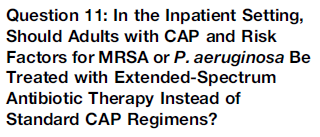 Question 11: In the Inpatient Setting,
Should Adults with CAP and Risk
Factors for MRSA or P. aeruginosa Be
Treated with Extended-Spectrum
Antibiotic Therapy Instead of
Standard CAP Regimens?